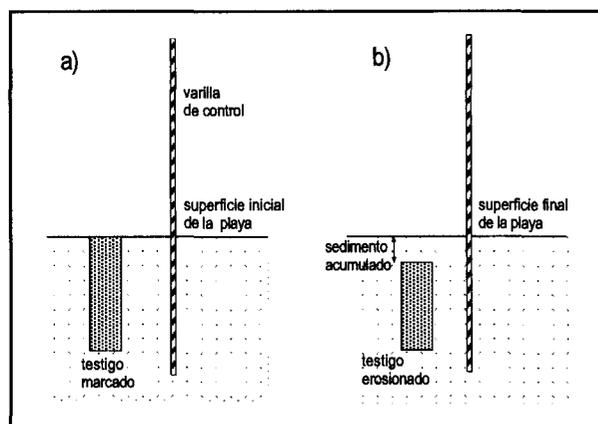 a)
varilla
de control
superficie inicial
de la playa
testigo
marcado
b)
superficie final
de la playa
sedimento
acumulado
testigo
erosionado